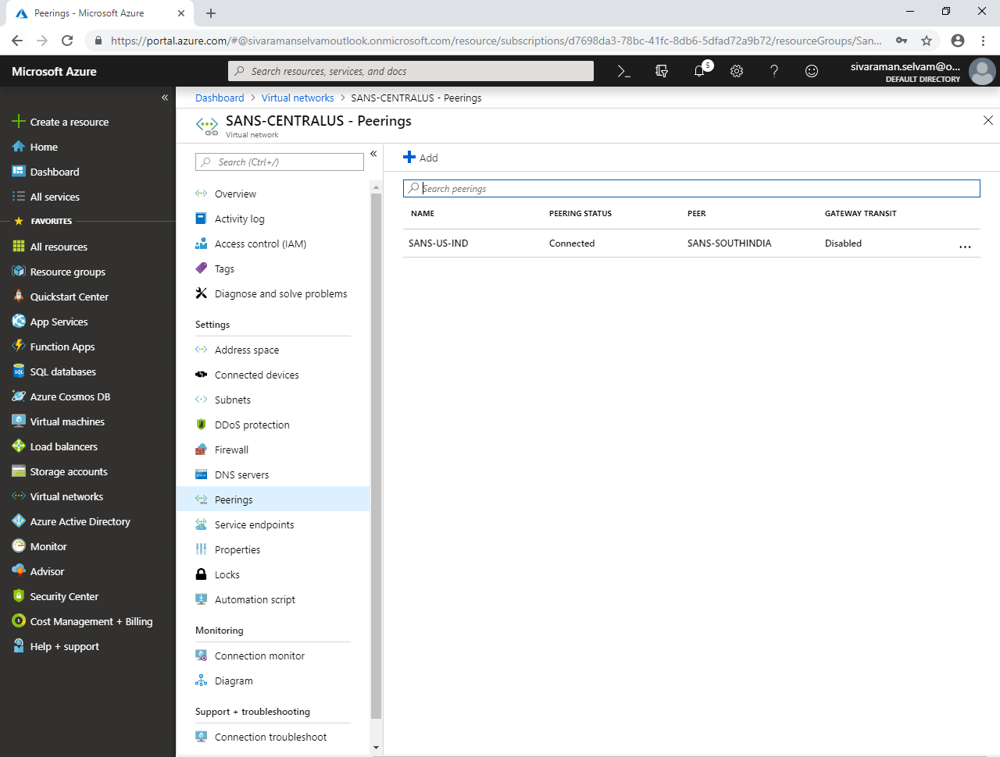 Peerings - Microsoft Azure
https://portal.azure.com/#@sivaramanselvamoutlook.onmicrosoft.com/resource/subscriptions/d7698da3-78bc-41fc-8db6-5dfad72a9b72/resourceGroups/San...
Microsoft Azure
Search resources, services, and docs
5
sivaraman.selvam@o...
DEFAULT DIRECTORY
Create a resource
Home
Dashboard
All services
FAVORITES
All resources
Resource groups
Quickstart Center
App Services
Function Apps
SQL databases
Azure Cosmos DB
Virtual machines
Load balancers
Storage accounts
Virtual networks
Azure Active Directory
Monitor
Advisor
Security Center
Cost Management + Billing
Help + support
Dashboard > Virtual networks > SANS-CENTRALUS - Peerings
SANS-CENTRALUS - Peerings
Virtual network
Search (Ctrl+/)
Overview
Activity log
Access control (IAM)
Tags
Diagnose and solve problems
Settings
Address space
Connected devices
Subnets
DDoS protection
Firewall
DNS servers
Peerings
Service endpoints
Properties
Locks
Automation script
Monitoring
Connection monitor
Diagram
Support + troubleshooting
Connection troubleshoot
Add
Search peerings
NAME PEERING STATUS PEER GATEWAY TRANSIT
SANS-US-IND Connected SANS-SOUTHINDIA Disabled ...